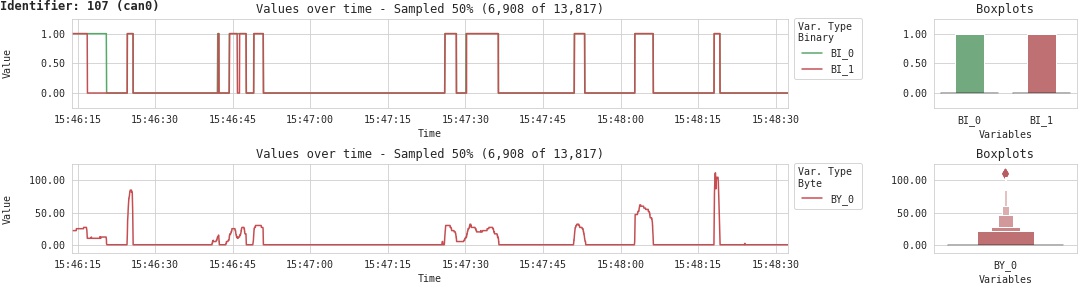 Identifier: 107 (can0)
Values over time - Sampled 50% (6,908 of 13,817)
Boxplots
Value
1.00
0.50
0.00
15:46:15 15:46:30 15:46:45 15:47:00 15:47:15 15:47:30 15:47:45 15:48:00 15:48:15 15:48:30
Time
Var. Type
Binary
BI_0
BI_1
1.00
0.50
0.00
BI_0 BI_1
Variables
Values over time - Sampled 50% (6,908 of 13,817)
Boxplots
Value
100.00
50.00
0.00
15:46:15 15:46:30 15:46:45 15:47:00 15:47:15 15:47:30 15:47:45 15:48:00 15:48:15 15:48:30
Time
Var. Type
Byte
BY_0
100.00
50.00
0.00
BY_0
Variables